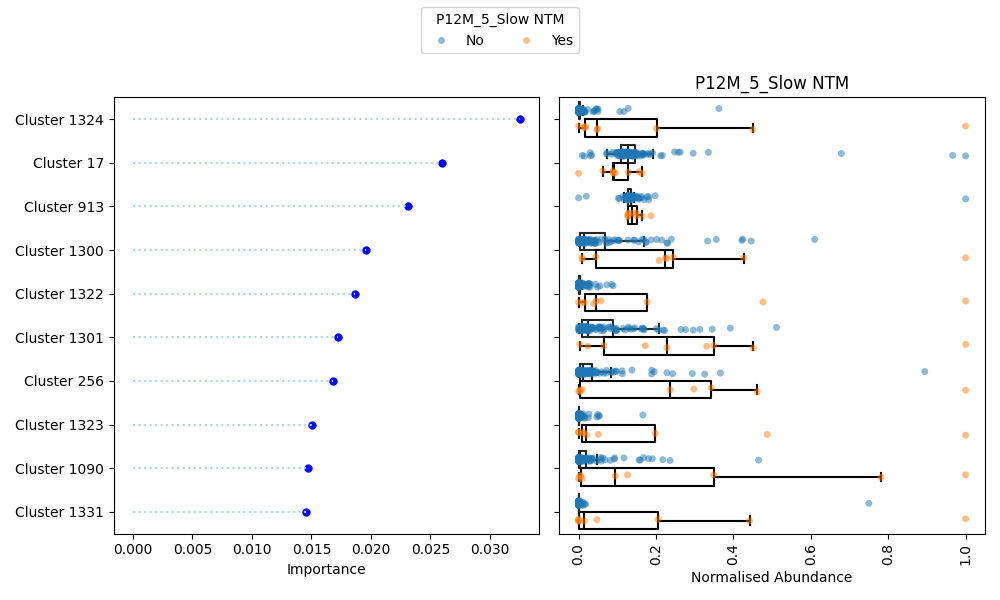 P12M_5_Slow NTM
No Yes
P12M_5_Slow NTM
Cluster 1324
Cluster 17
Cluster 913
Cluster 1300
Cluster 1322
Cluster 1301
Cluster 256
Cluster 1323
Cluster 1090
Cluster 1331
0.000 0.005 0.010 0.015 0.020 0.025 0.030
Importance
0.0 0.2 0.4 0.6 0.8 1.0
Normalised Abundance